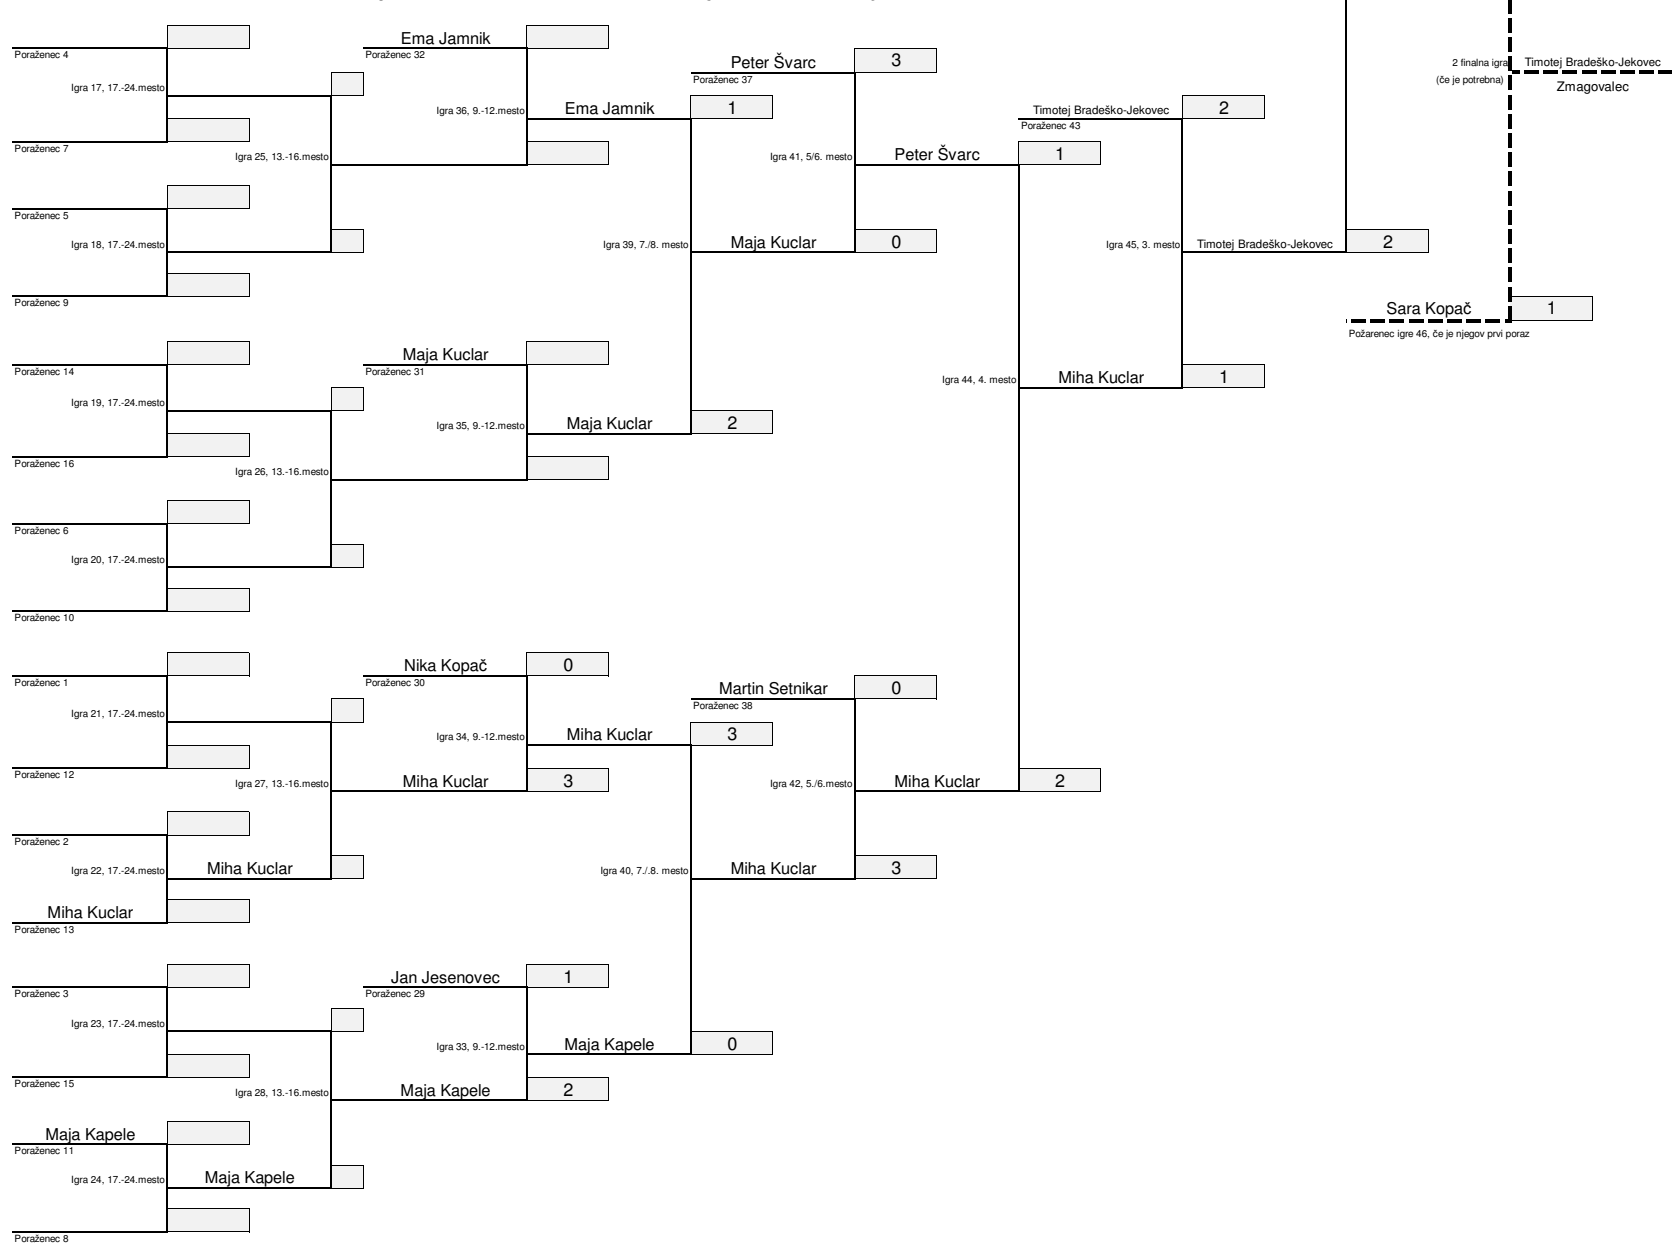 Poraženec 4
Igra 17, 17.-24.mesto
Poraženec 7
Igra 25, 13.-16.mesto
Poraženec 5
Igra 18, 17.-24.mesto
Poraženec 9
Poraženec 14
Igra 19, 17.-24.mesto
Poraženec 16
Igra 26, 13.-16.mesto
Poraženec 6
Igra 20, 17.-24.mesto
Poraženec 10
Poraženec 1
Igra 21, 17.-24.mesto
Poraženec 12
Igra 27, 13.-16.mesto
Poraženec 2
Igra 22, 17.-24.mesto
Miha Kuclar
Miha Kuclar
Poraženec 13
Poraženec 3
Igra 23, 17.-24.mesto
Poraženec 15
Igra 28, 13.-16.mesto
Maja Kapele
Poraženec 11
Igra 24, 17.-24.mesto
Maja Kapele
Poraženec 8
Ema Jamnik
Poraženec 32
Igra 36, 9.-12.mesto
Ema Jamnik
1
Igra 39, 7./8. mesto
Maja Kuclar
Poraženec 31
Igra 35, 9.-12.mesto
Maja Kuclar
2
Nika Kopač
0
Poraženec 30
Igra 34, 9.-12.mesto
Miha Kuclar
3
Miha Kuclar
3
Igra 40, 7./.8. mesto
Jan Jesenovec
1
Poraženec 29
Igra 33, 9.-12.mesto
Maja Kapele
0
Maja Kapele
2
Peter Švarc
3
Poraženec 37
Igra 41, 5/6. mesto
Peter Švarc
1
Maja Kuclar
0
Martin Setnikar
0
Poraženec 38
Igra 42, 5./6.mesto
Miha Kuclar
2
Miha Kuclar
3
Timotej Bradeško-Jekovec
2
Poraženec 43
Igra 45, 3. mesto
Timotej Bradeško-Jekovec
2
Igra 44, 4. mesto
Miha Kuclar
1
2 finalna igra
(če je potrebna)
Timotej Bradeško-Jekovec
Zmagovalec
Sara Kopač
1
Požarenec igre 46, če je njegov prvi poraz